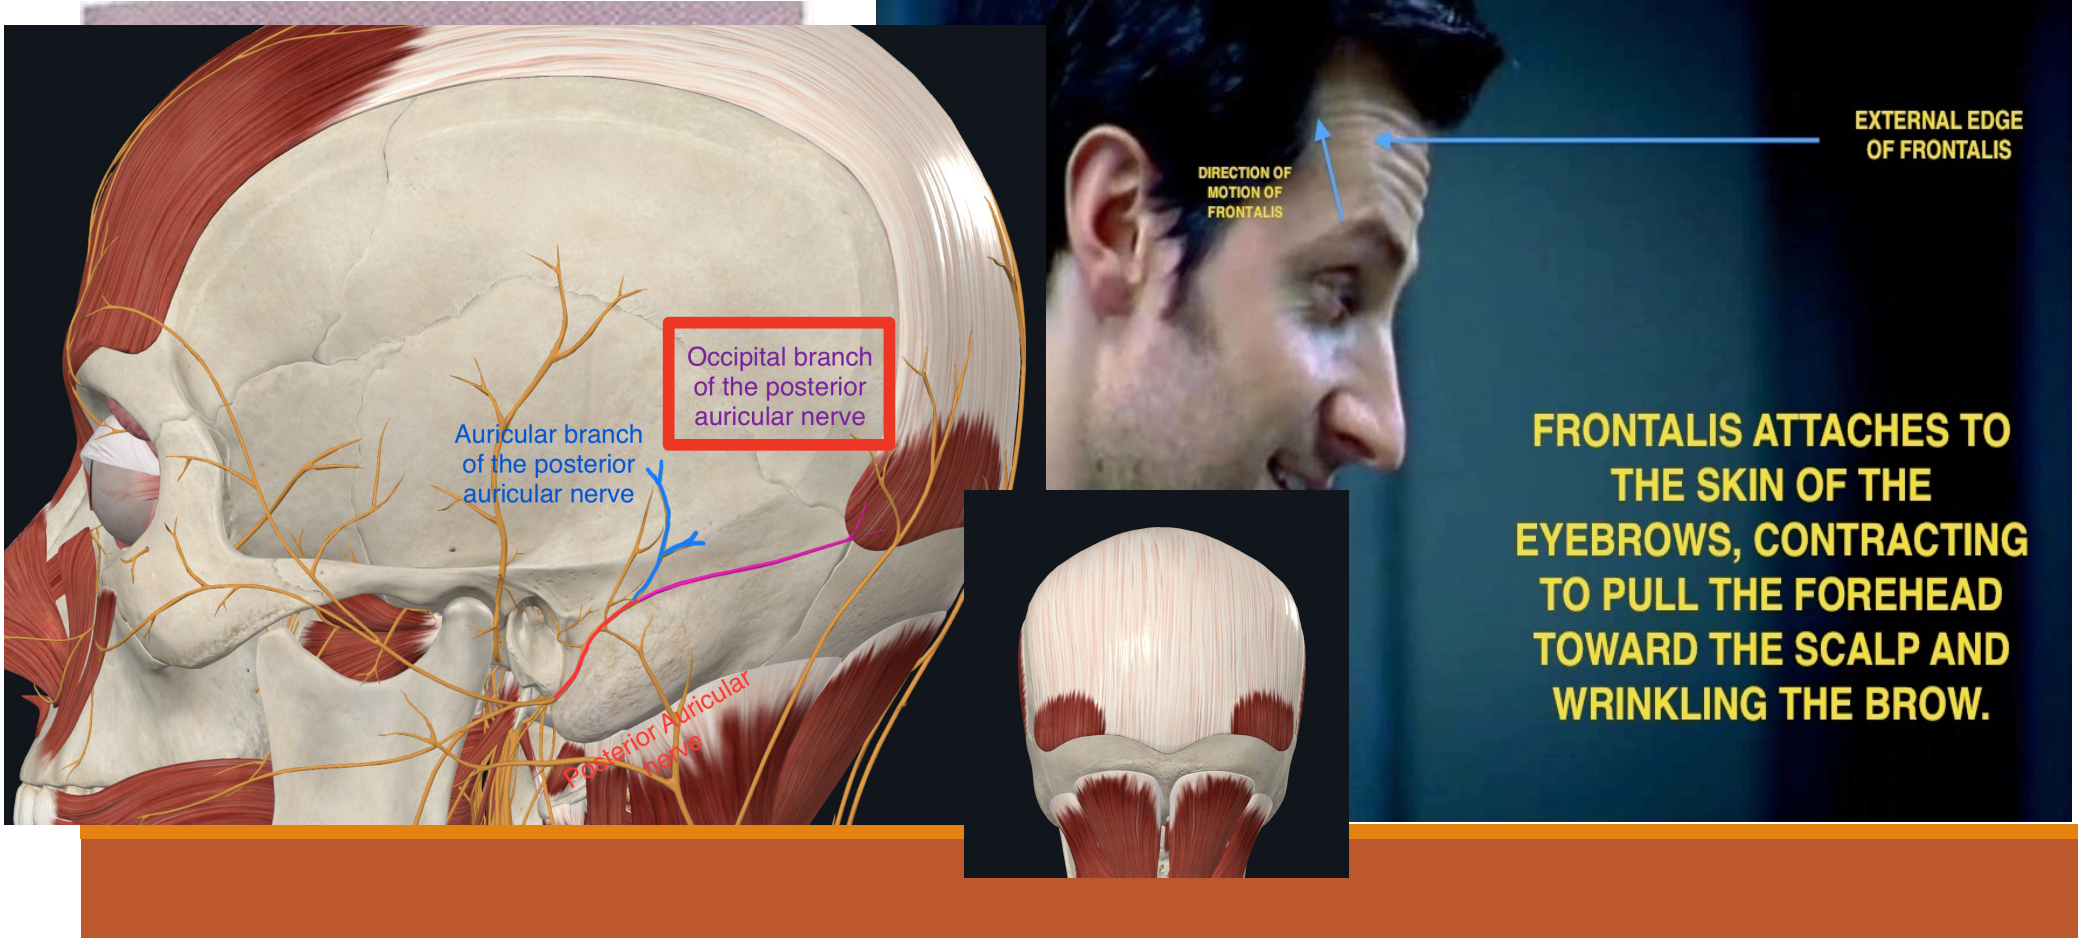 Occipital branch
of the posterior
auricular nerve
Auricular branch
of the posterior
auricular nerve
Posterior Auricular
nerve
EXTERNAL EDGE
OF FRONTALIS
DIRECTION OF
MOTION OF
FRONTALIS
FRONTALIS ATTACHES TO
THE SKIN OF THE
EYEBROWS, CONTRACTING
TO PULL THE FOREHEAD
TOWARD THE SCALP AND
WRINKLING THE BROW.